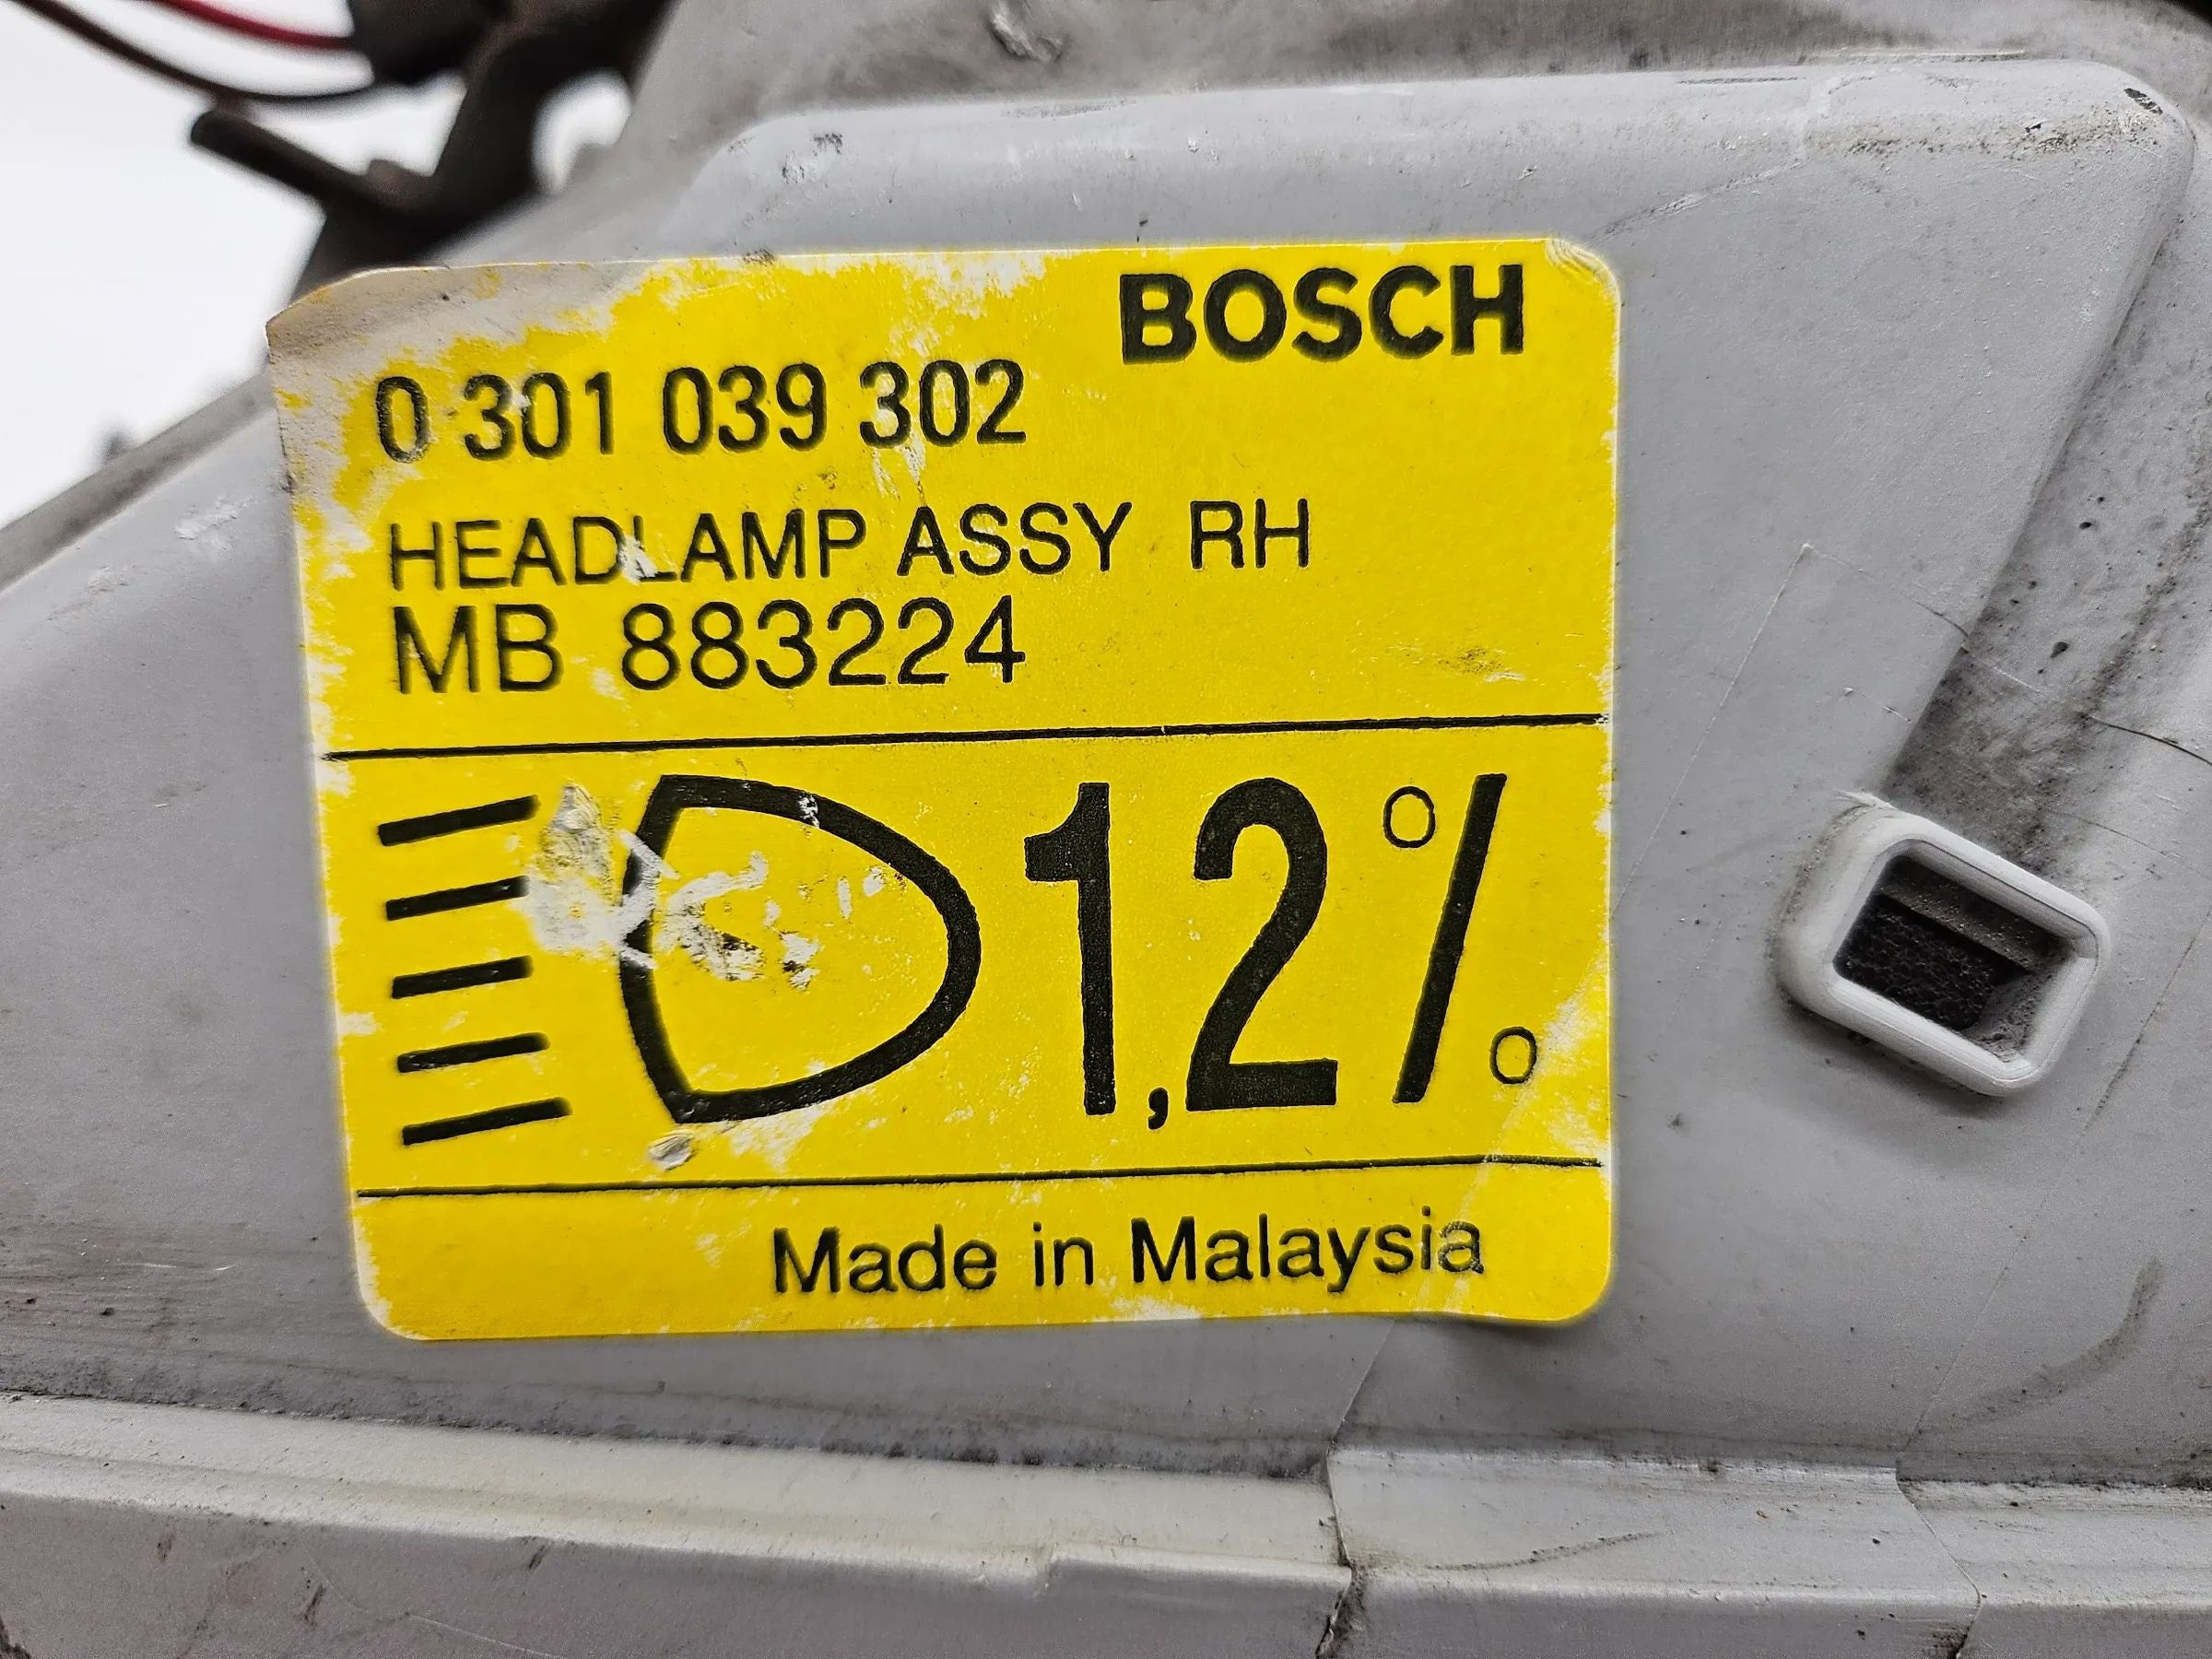 BOSCH
0 301 039 302
HEADLAMP ASSY RH
MB 883224
1,2 %
Made in Malaysia